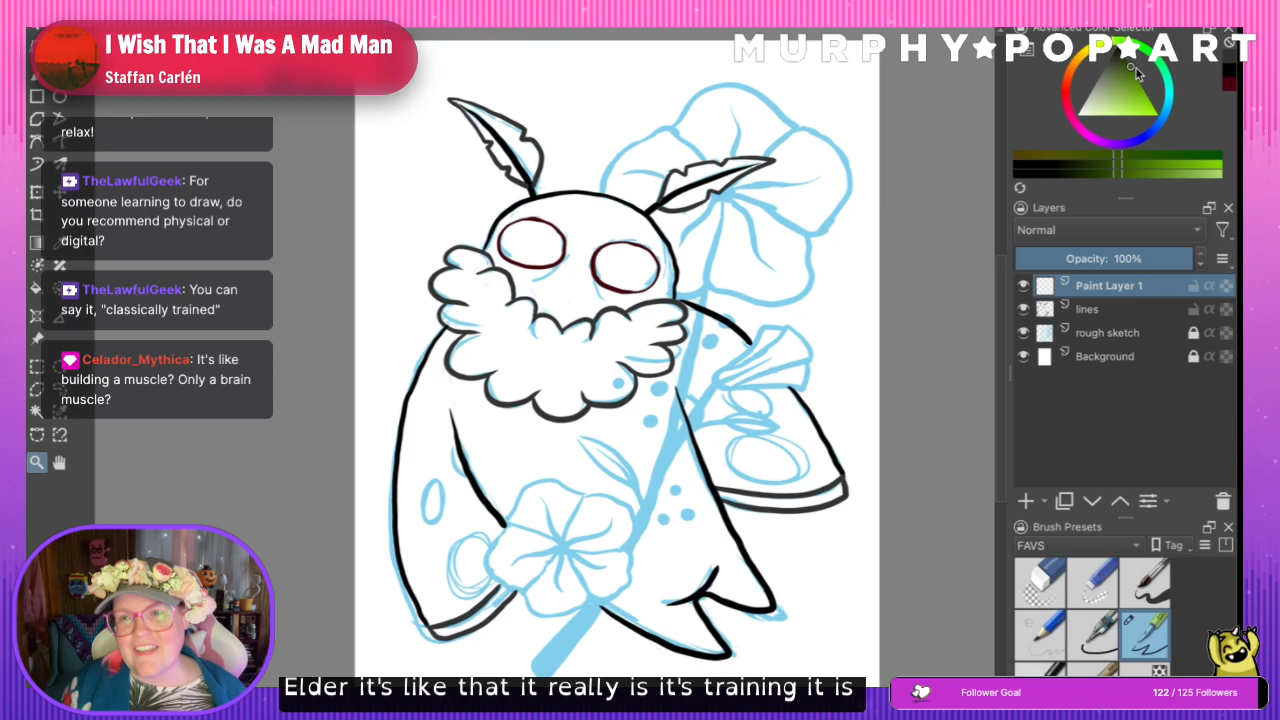 I Wish That I Was A Mad Man
Staffan Carlén
MURPHY★POP★ART
Advanced Color Selector
relax!
TheLawfulGeek: For
someone learning to draw, do
you recommend physical or
digital?
TheLawfulGeek: You can
say it, "classically trained"
Celador_Mythica: It's like
building a muscle? Only a brain
muscle?
Layers
Normal
Opacity: 100%
Paint Layer 1
lines
rough sketch
Background
Brush Presets
FAVS
Tag
Elder it's like that it really is it's training it is
Follower Goal
122 / 125 Followers